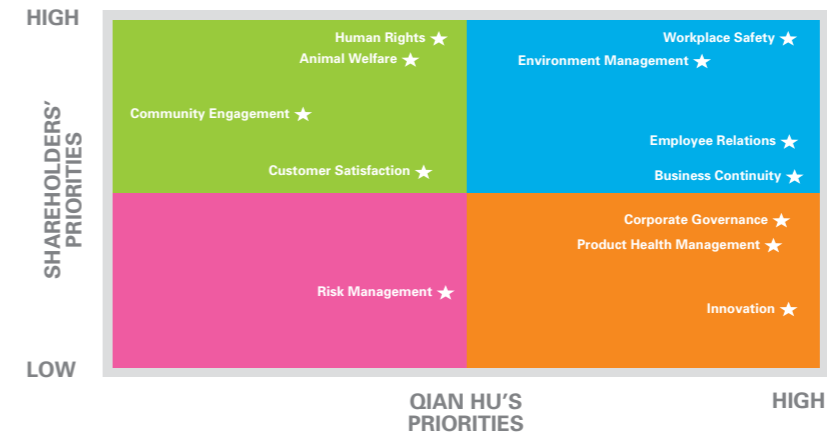 HIGH
Human Rights
Workplace Safety
Animal Welfare
Environment Management
Community Engagement
Employee Relations
Customer Satisfaction
Business Continuity
SHAREHOLDERS'
PRIORITIES
Corporate Governance
Product Health Management
Risk Management
Innovation
LOW
QIAN HU'S
PRIORITIES
HIGH